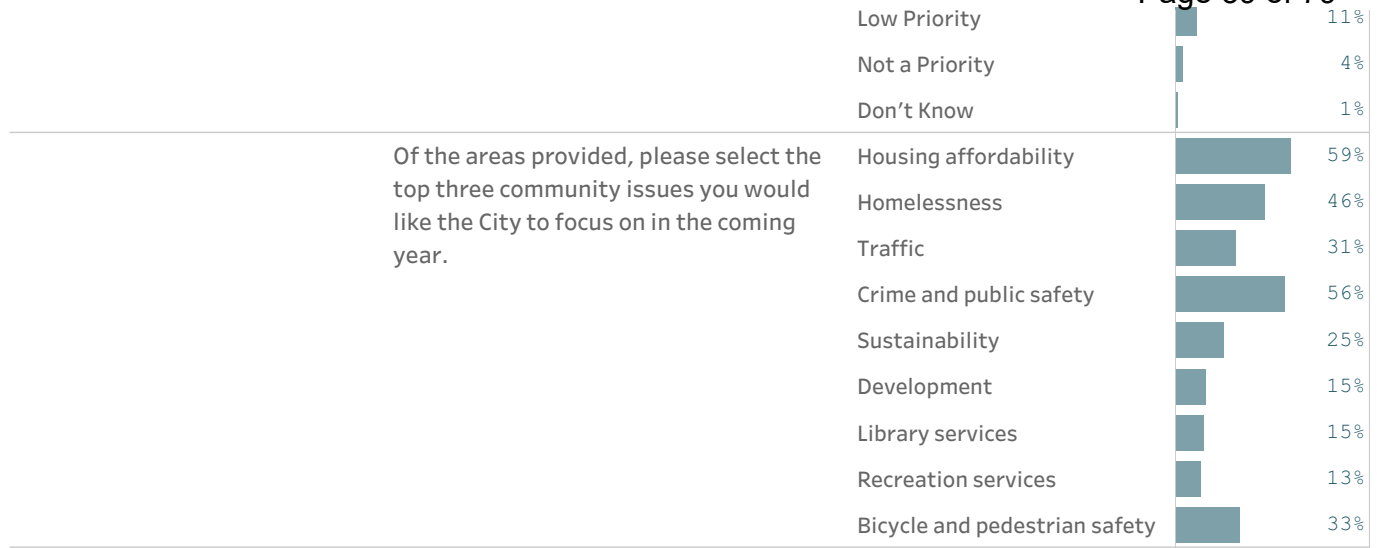 Low Priority 11%
Not a Priority 4%
Don't Know 1%
Of the areas provided, please select the
top three community issues you would
like the City to focus on in the coming
year.
Housing affordability 59%
Homelessness 46%
Traffic 31%
Crime and public safety 56%
Sustainability 25%
Development 15%
Library services 15%
Recreation services 13%
Bicycle and pedestrian safety 33%